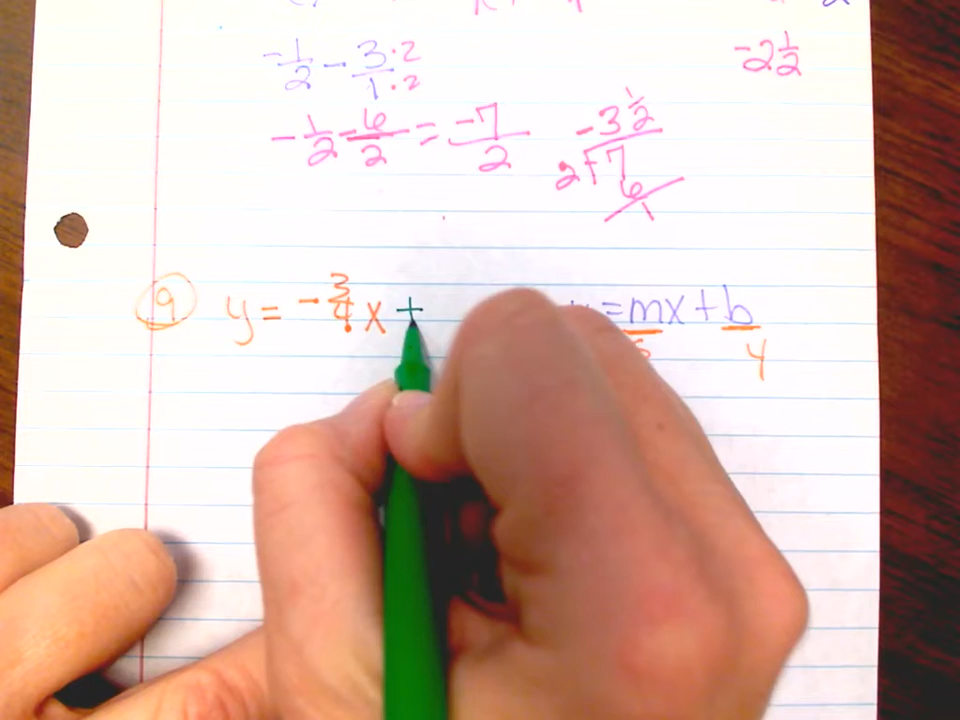 -1/2 - 3/1 ·2 ·2
-2 1/2
-1/2 - 6/2 = -7/2
-3 1/2
2√7
6
1
9 y = -3/4 x +
= mx + b
y